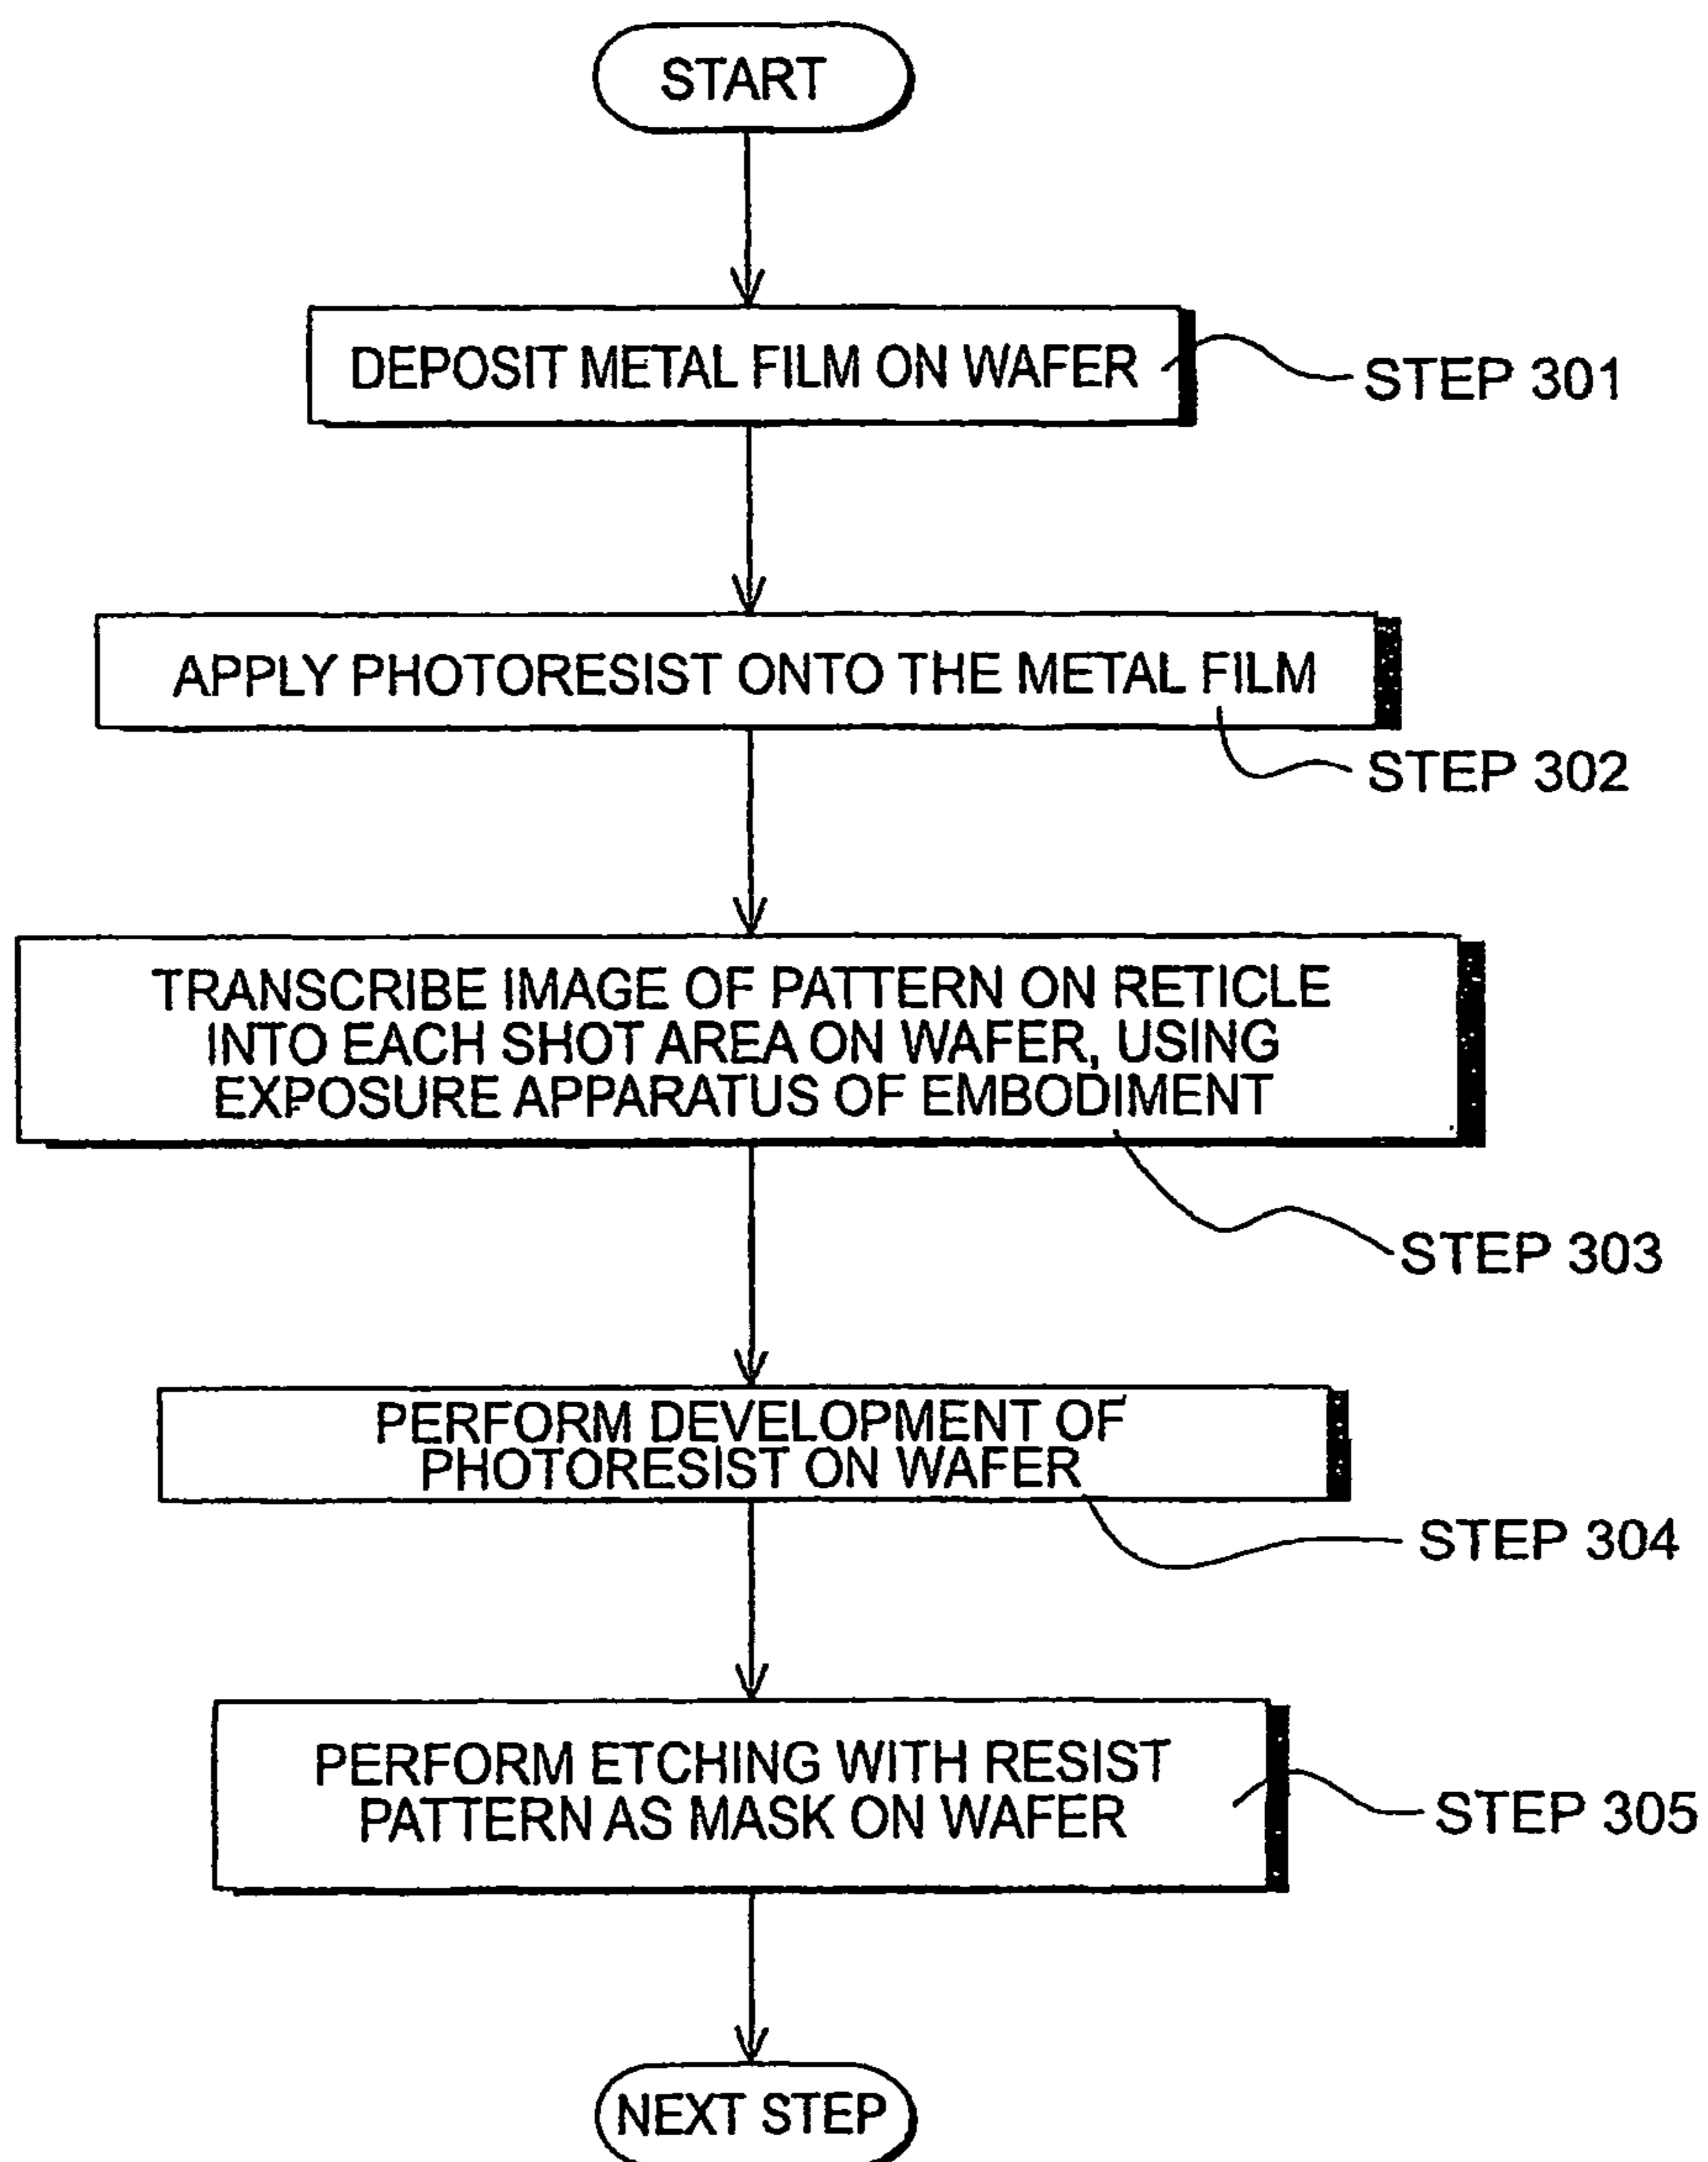 START
DEPOSIT METAL FILM ON WAFER
STEP 301
APPLY PHOTORESIST ONTO THE METAL FILM
STEP 302
TRANSCRIBE IMAGE OF PATTERN ON RETICLE
INTO EACH SHOT AREA ON WAFER, USING
EXPOSURE APPARATUS OF EMBODIMENT
STEP 303
PERFORM DEVELOPMENT OF
PHOTORESIST ON WAFER
STEP 304
PERFORM ETCHING WITH RESIST
PATTERN AS MASK ON WAFER
STEP 305
NEXT STEP